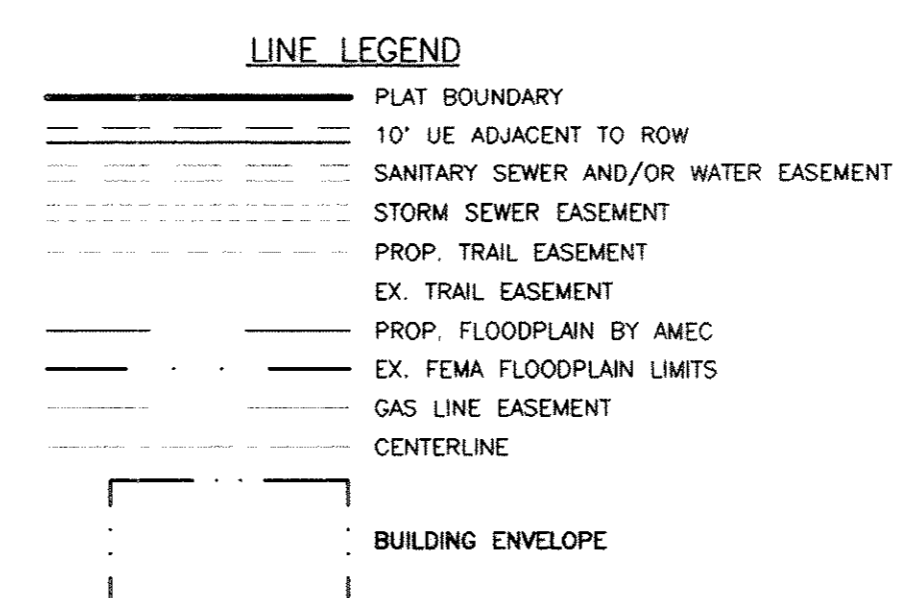 LINE LEGEND
PLAT BOUNDARY
10' UE ADJACENT TO ROW
SANITARY SEWER AND/OR WATER EASEMENT
STORM SEWER EASEMENT
PROP. TRAIL EASEMENT
EX. TRAIL EASEMENT
PROP. FLOODPLAIN BY AMEC
EX. FEMA FLOODPLAIN LIMITS
GAS LINE EASEMENT
CENTERLINE
BUILDING ENVELOPE